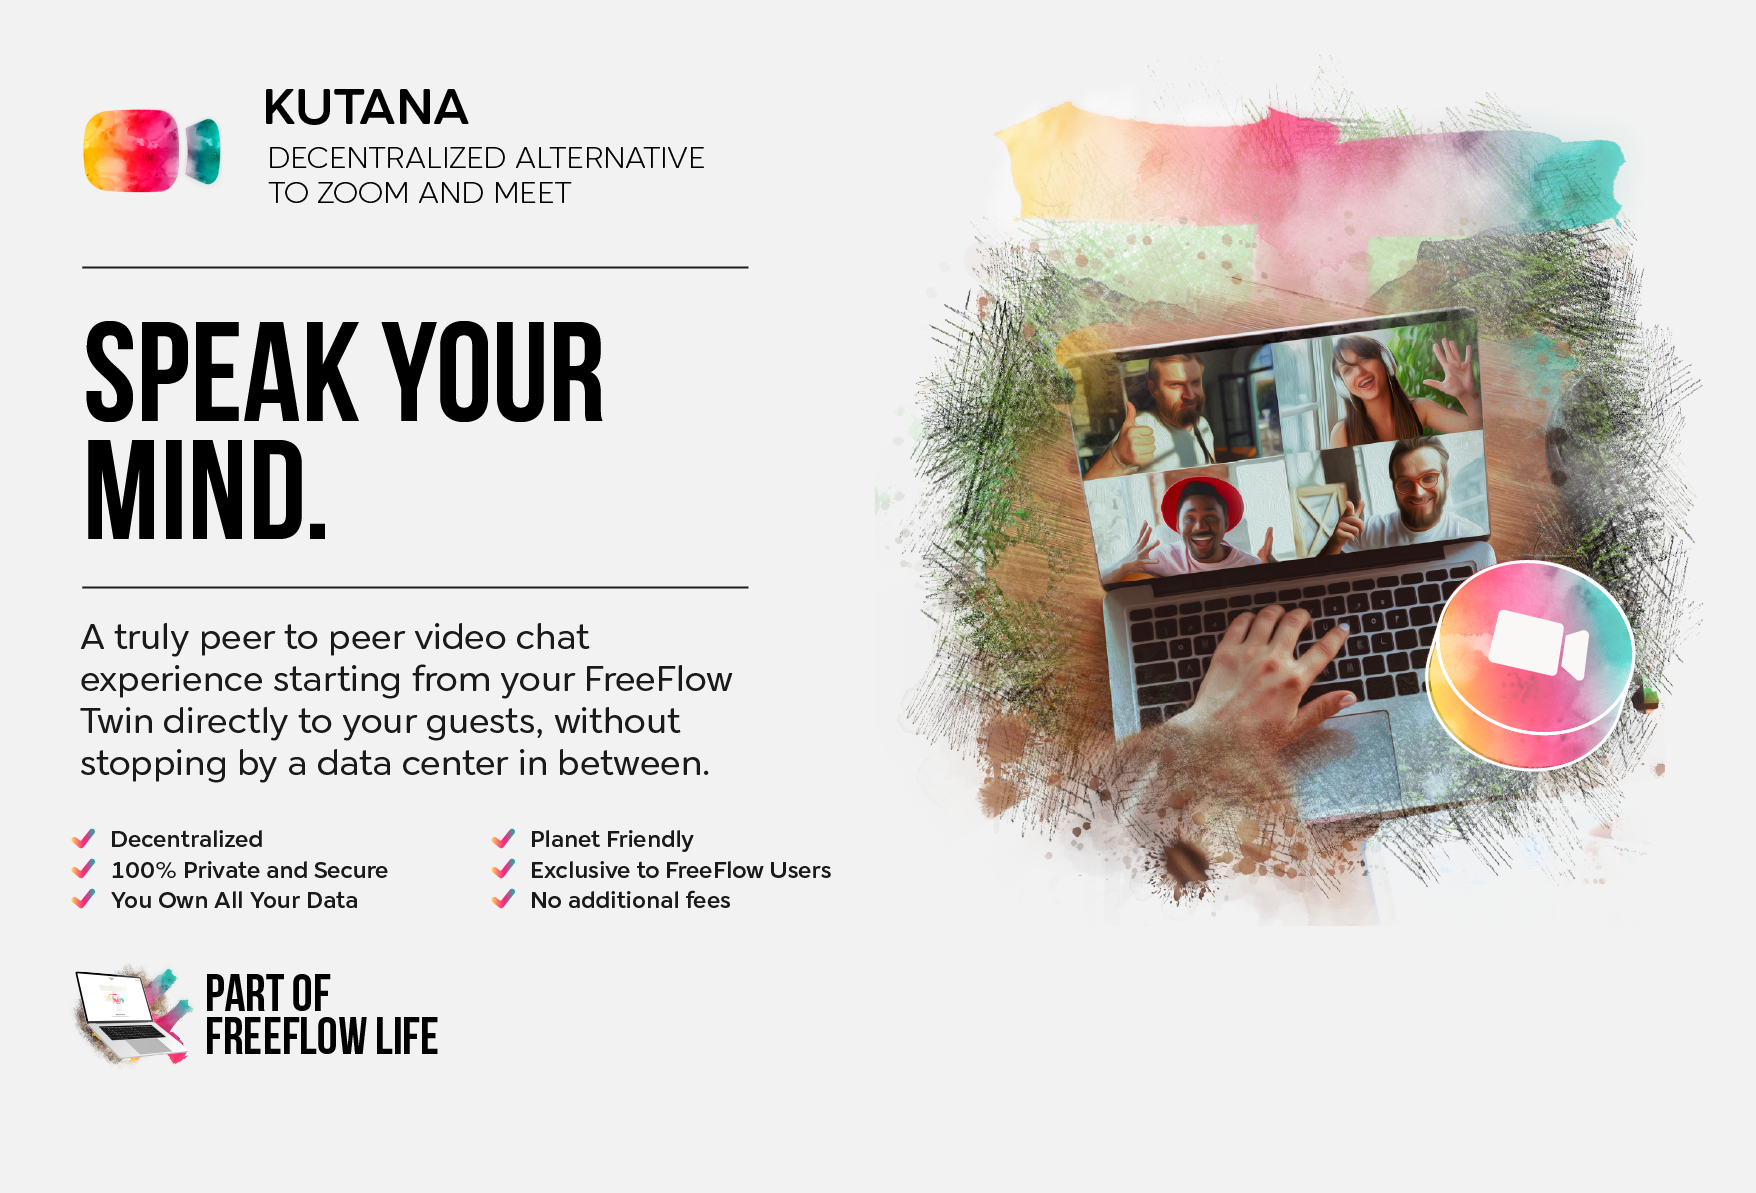 KUTANA
DECENTRALIZED ALTERNATIVE
TO ZOOM AND MEET
SPEAK YOUR
MIND.
A truly peer to peer video chat
experience starting from your FreeFlow
Twin directly to your guests, without
stopping by a data center in between.
Decentralized
100% Private and Secure
You Own All Your Data
Planet Friendly
Exclusive to FreeFlow Users
No additional fees
PART OF
FREEFLOW LIFE